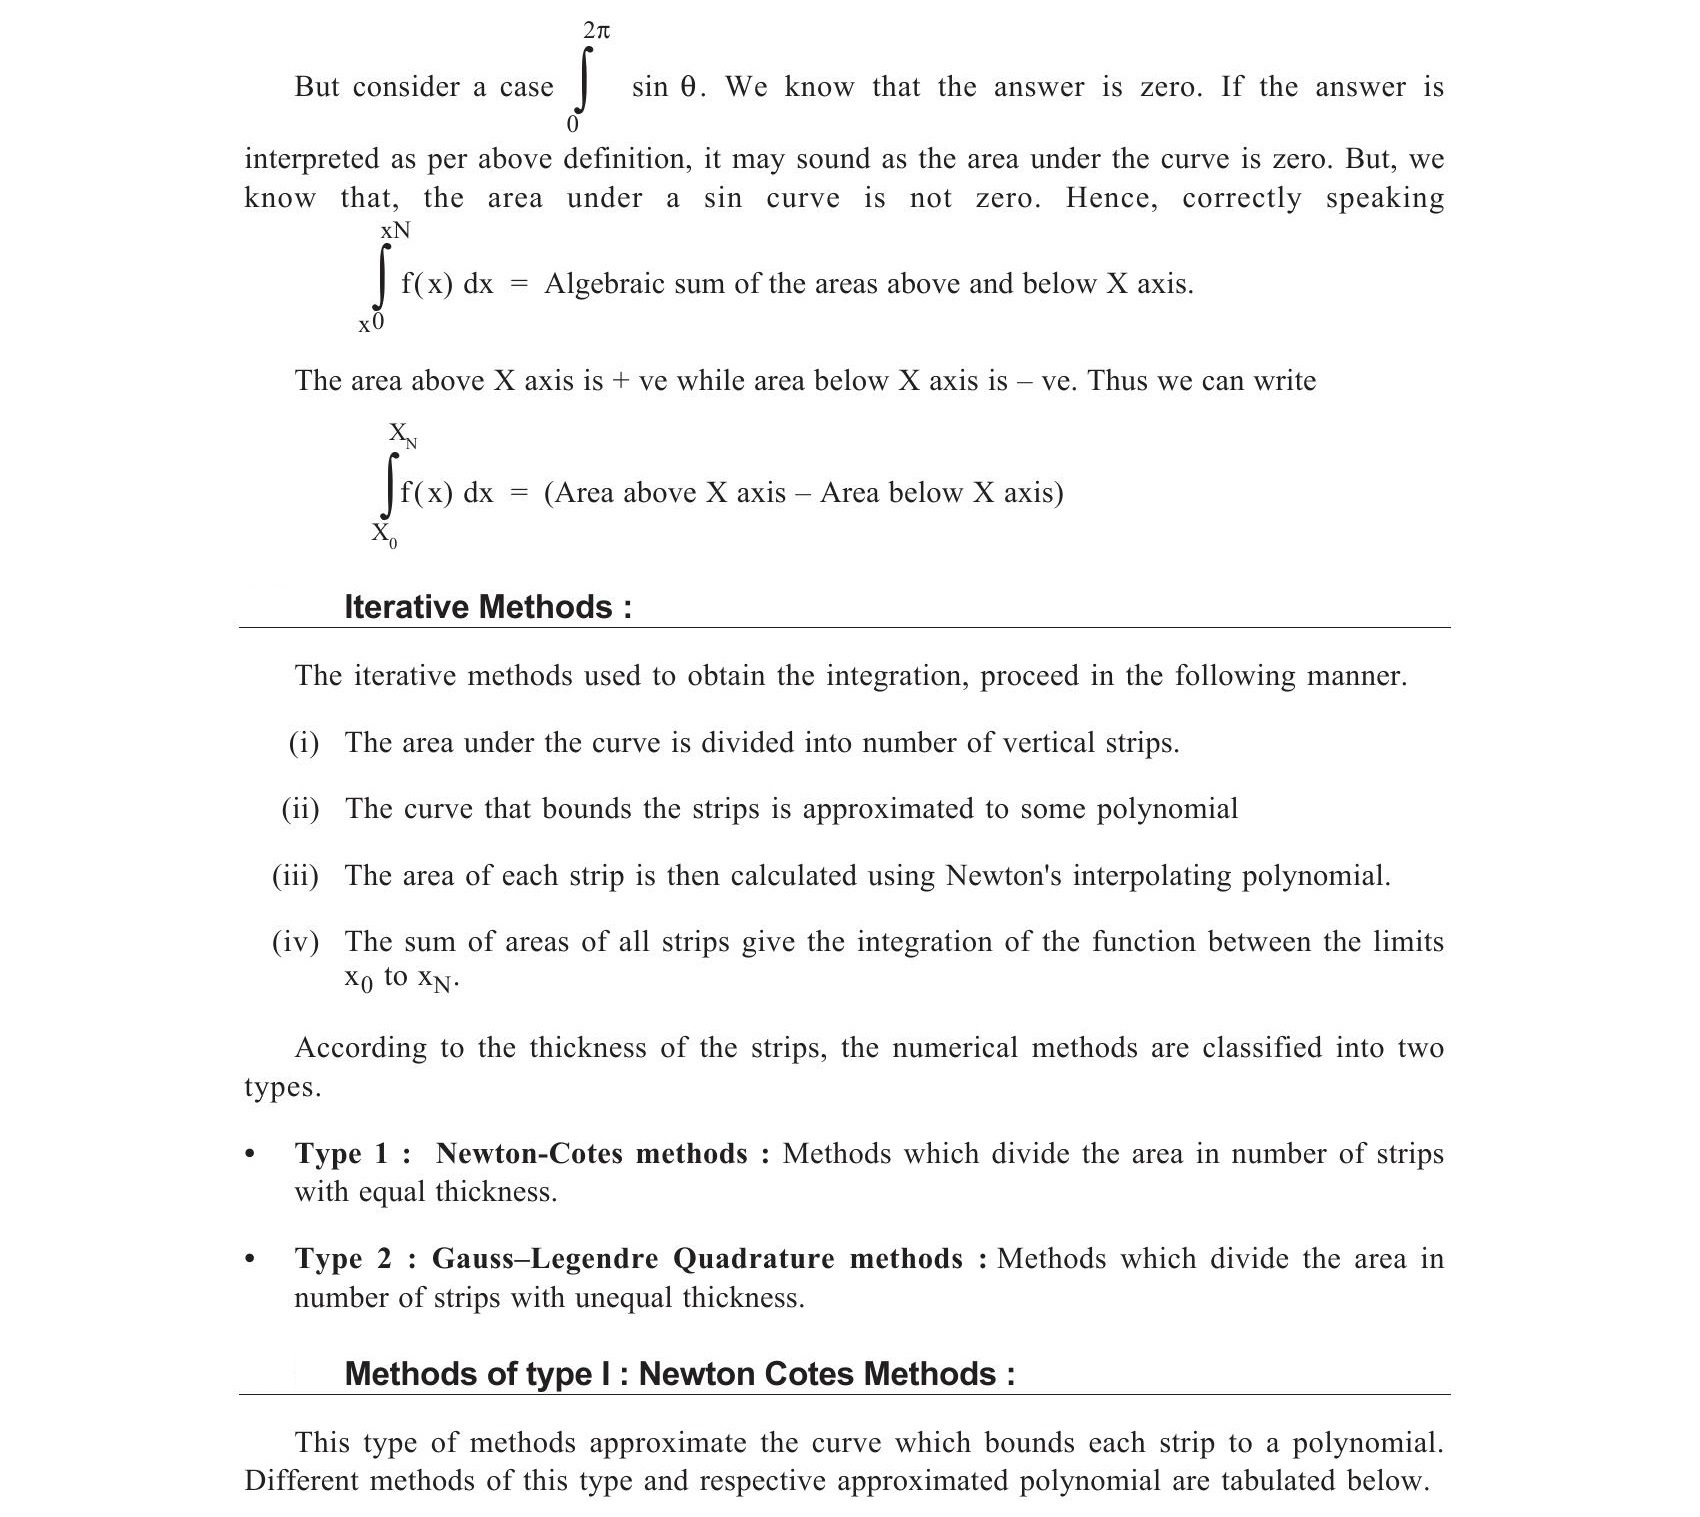 2π
But consider a case ∫ sin θ. We know that the answer is zero. If the answer is
0
interpreted as per above definition, it may sound as the area under the curve is zero. But, we
know that, the area under a sin curve is not zero. Hence, correctly speaking
xN
∫ f(x) dx = Algebraic sum of the areas above and below X axis.
x0
The area above X axis is + ve while area below X axis is – ve. Thus we can write
X_N
∫ f(x) dx = (Area above X axis – Area below X axis)
X_0
Iterative Methods :
The iterative methods used to obtain the integration, proceed in the following manner.
(i) The area under the curve is divided into number of vertical strips.
(ii) The curve that bounds the strips is approximated to some polynomial
(iii) The area of each strip is then calculated using Newton's interpolating polynomial.
(iv) The sum of areas of all strips give the integration of the function between the limits
x₀ to x_N.
According to the thickness of the strips, the numerical methods are classified into two
types.
• Type 1 : Newton-Cotes methods : Methods which divide the area in number of strips
with equal thickness.
• Type 2 : Gauss–Legendre Quadrature methods : Methods which divide the area in
number of strips with unequal thickness.
Methods of type I : Newton Cotes Methods :
This type of methods approximate the curve which bounds each strip to a polynomial.
Different methods of this type and respective approximated polynomial are tabulated below.